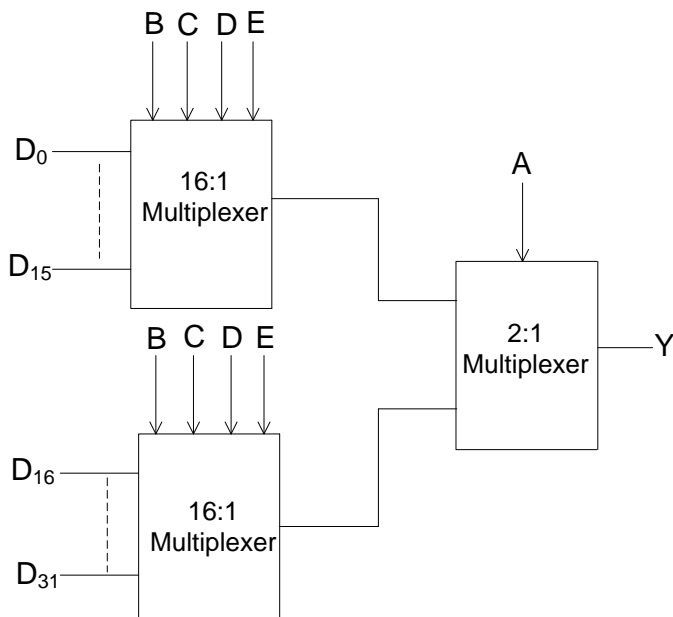 B C D E
D0
16:1
Multiplexer
D15
A
2:1
Multiplexer
Y
B C D E
D16
16:1
Multiplexer
D31